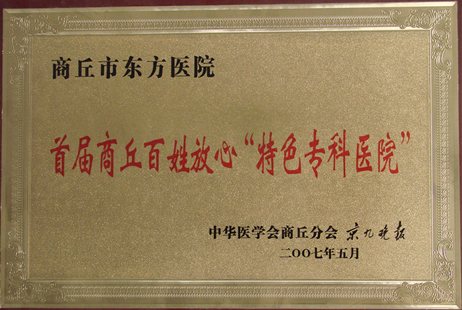 商丘市东方医院
首届商丘百姓放心“特色专科医院”
中华医学会商丘分会 京九晚报
二〇〇七年五月